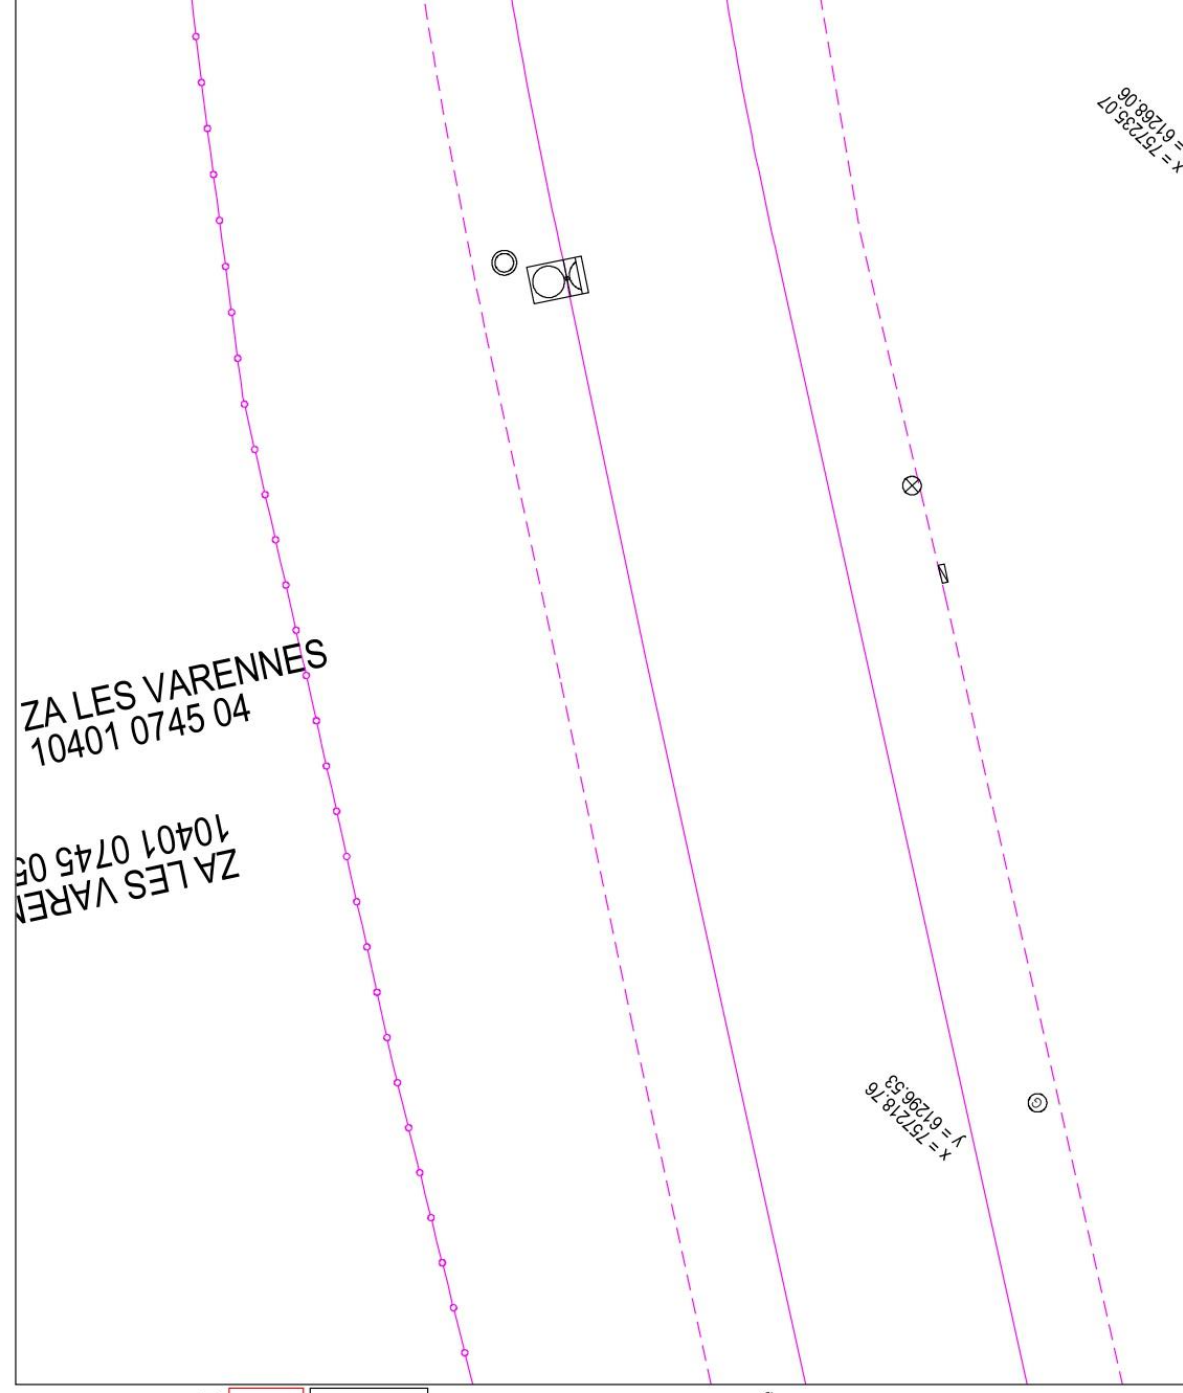 = 61268.06
x = 757235.07
ZA LES VARENNES
10401 0745 04
ZA LES VAREN
10401 0745 05
x = 757218.76
y = 61296.53
G